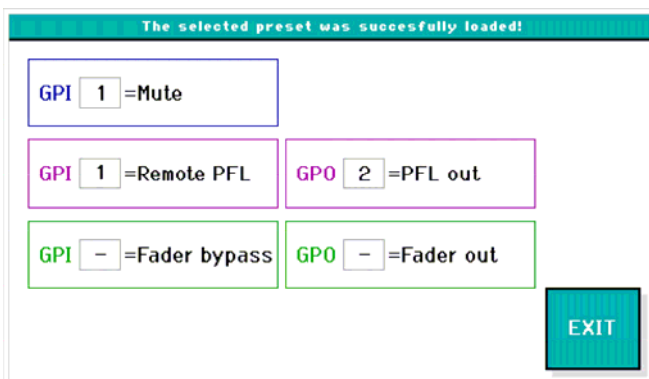 The selected preset was succesfully loaded!
GPI 1 =Mute
GPI 1 =Remote PFL GPO 2 =PFL out
GPI - =Fader bypass GPO - =Fader out
EXIT